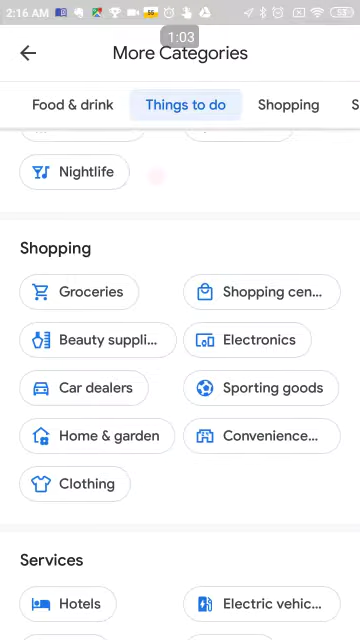 2:16 AM
1:03
More Categories
Food & drink Things to do Shopping S
Nightlife
Shopping
Groceries Shopping cen...
Beauty suppli... Electronics
Car dealers Sporting goods
Home & garden Convenience...
Clothing
Services
Hotels Electric vehic...